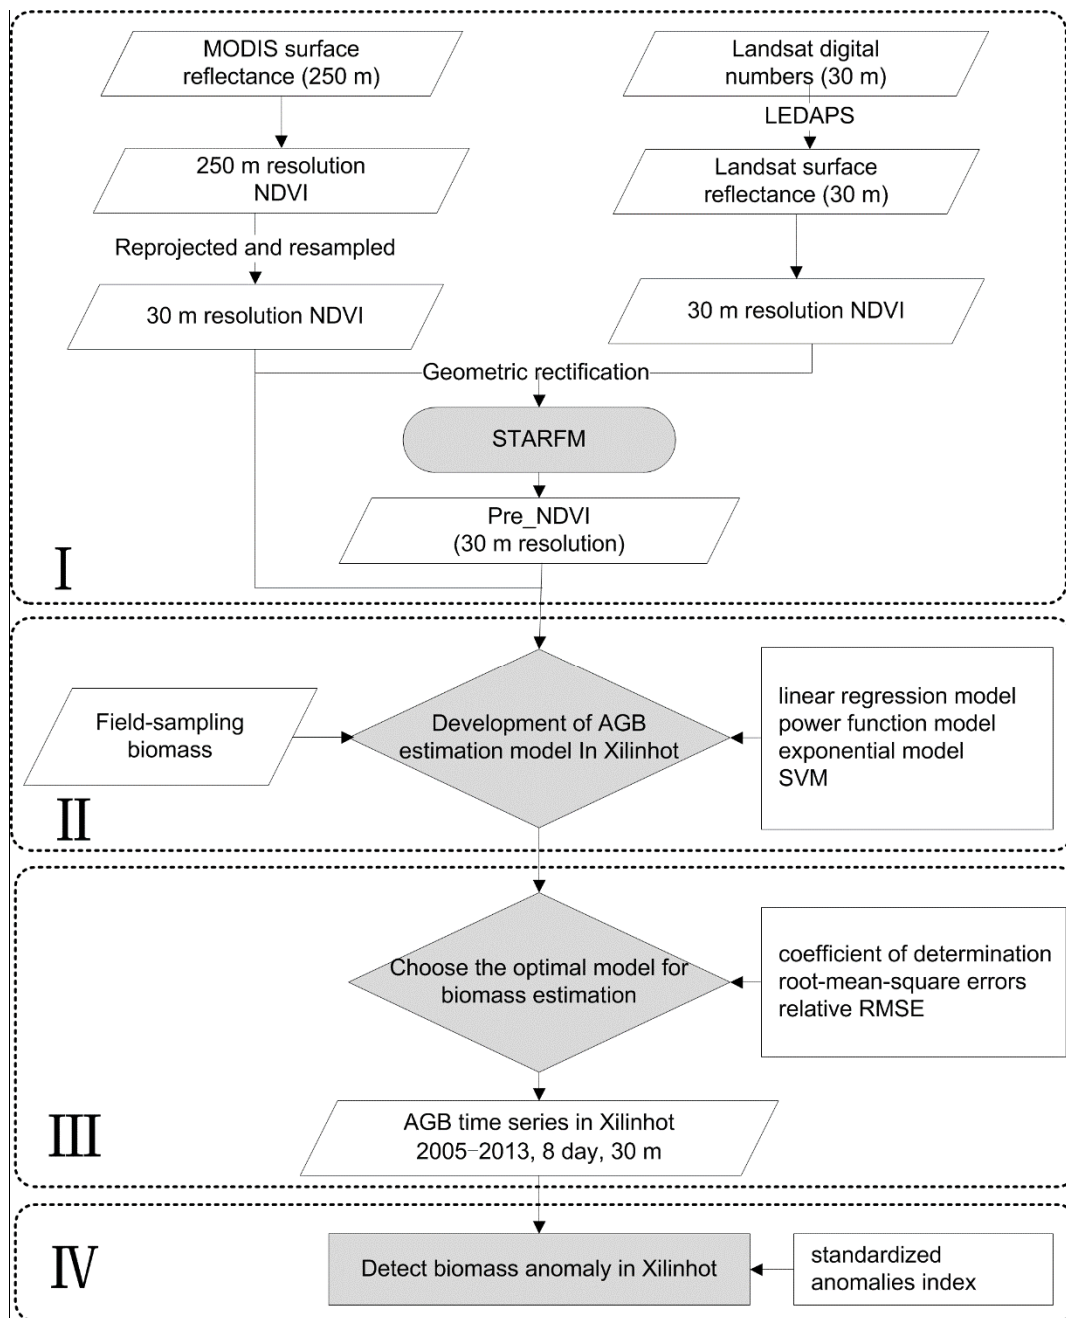 MODIS surface
reflectance (250 m)
Landsat digital
numbers (30 m)
LEDAPS
250 m resolution
NDVI
Landsat surface
reflectance (30 m)
Reprojected and resampled
30 m resolution NDVI
30 m resolution NDVI
Geometric rectification
STARFM
Pre_NDVI
(30 m resolution)
I
Field-sampling
biomass
Development of AGB
estimation model In Xilinhot
linear regression model
power function model
exponential model
SVM
II
Choose the optimal model for
biomass estimation
coefficient of determination
root-mean-square errors
relative RMSE
AGB time series in Xilinhot
2005-2013, 8 day, 30 m
III
Detect biomass anomaly in Xilinhot
standardized
anomalies index
IV